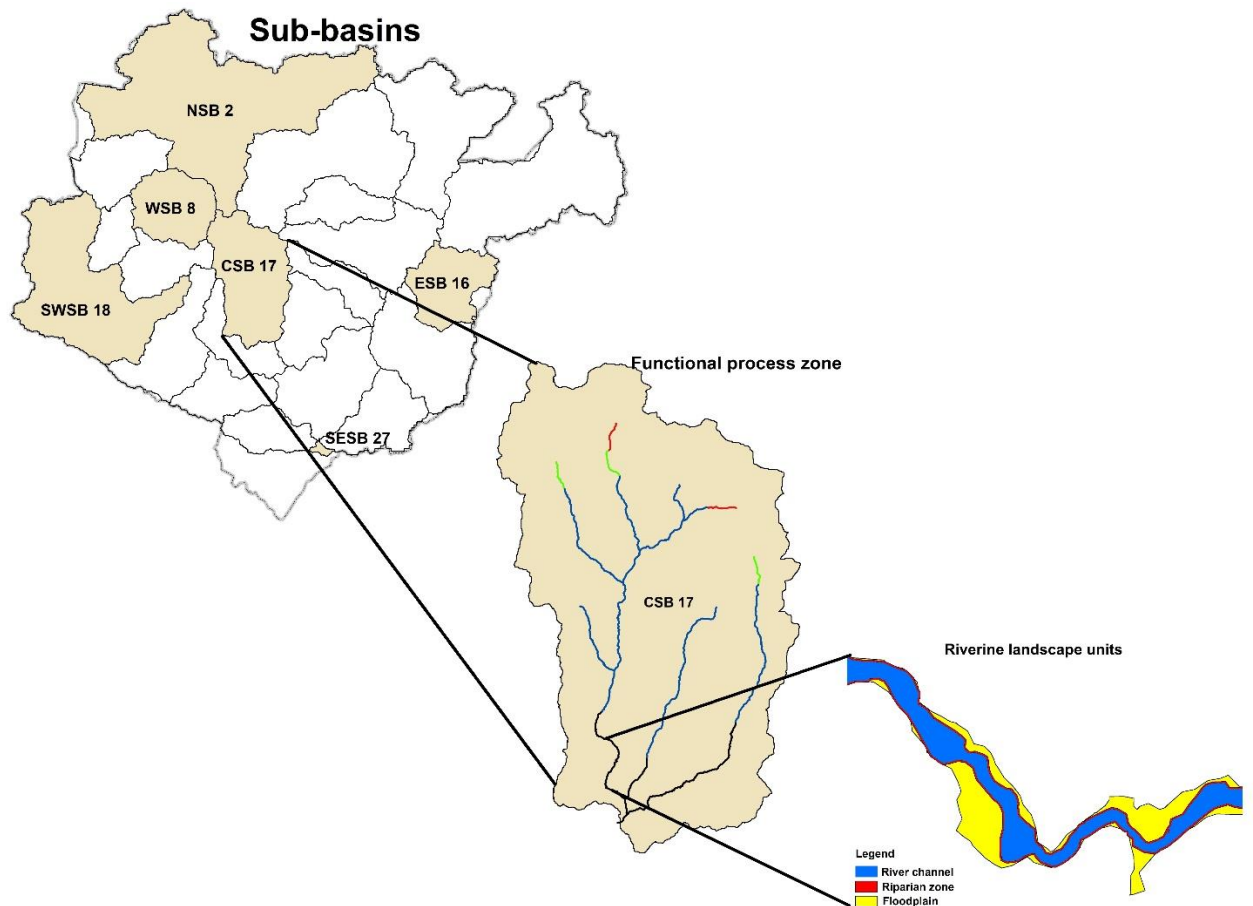 Sub-basins
NSB 2
WSB 8
CSB 17
ESB 16
SWSB 18
SESB 27
Functional process zone
CSB 17
Riverine landscape units
Legend
River channel
Riparian zone
Floodplain